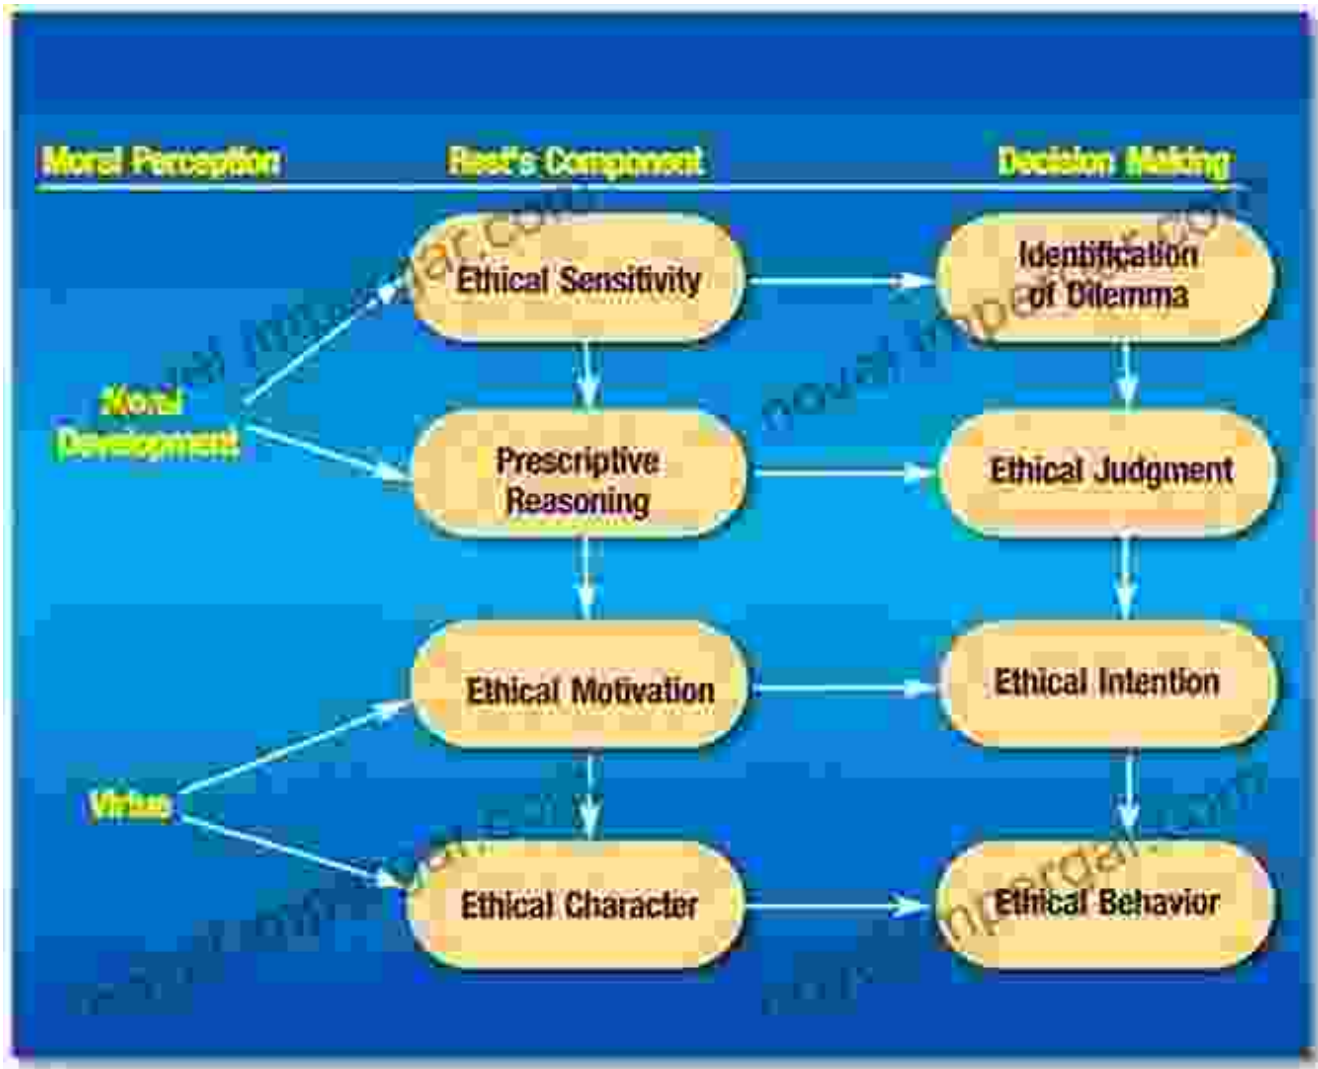 Moral Perception
Rest's Component
Decision Making
Ethical Sensitivity
Identification
of Dilemma
Moral
Development
Prescriptive
Reasoning
Ethical Judgment
Ethical Motivation
Ethical Intention
Virtue
Ethical Character
Ethical Behavior